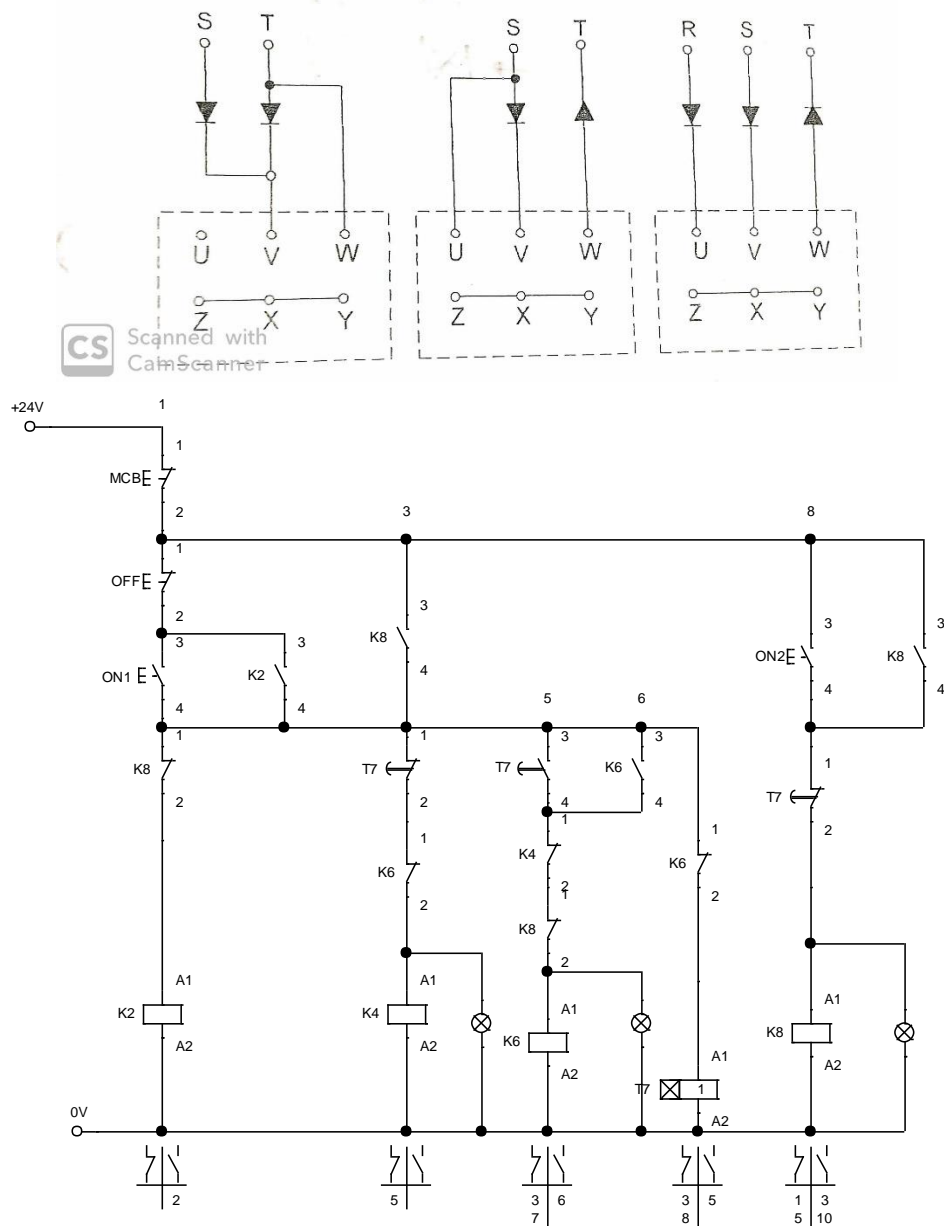 S T S T R S T
U V W U V W U V W
Z X Y Z X Y Z X Y
CS Scanned with
CamScanner
1
+24V
1
MCB
2 3 8
1
OFF
2
3 3 3 3 3
ON1 K2 K8 ON2 K8
4 4 4 4 4
5 6
1 1 3 3 1
K8 T7 T7 K6 T7
2 2 4 4 2
1 1 1
K6 K4 K6
2 2 2
1
K8
2
A1 A1 A1 A1
K2 K4 K6 K8
A2 A2 A2 A2
A1
T7 1
A2
0V
2 5 3 6 3 5 1 3
7 8 5 10